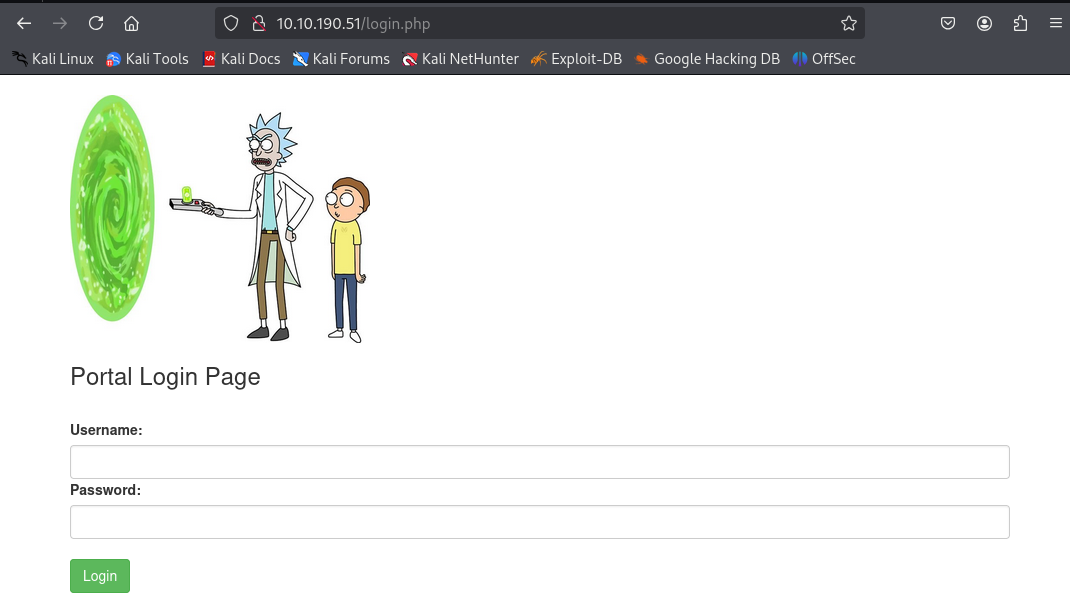 10.10.190.51/login.php
Kali Linux Kali Tools Kali Docs Kali Forums Kali NetHunter Exploit-DB Google Hacking DB OffSec
Portal Login Page
Username:
Password:
Login